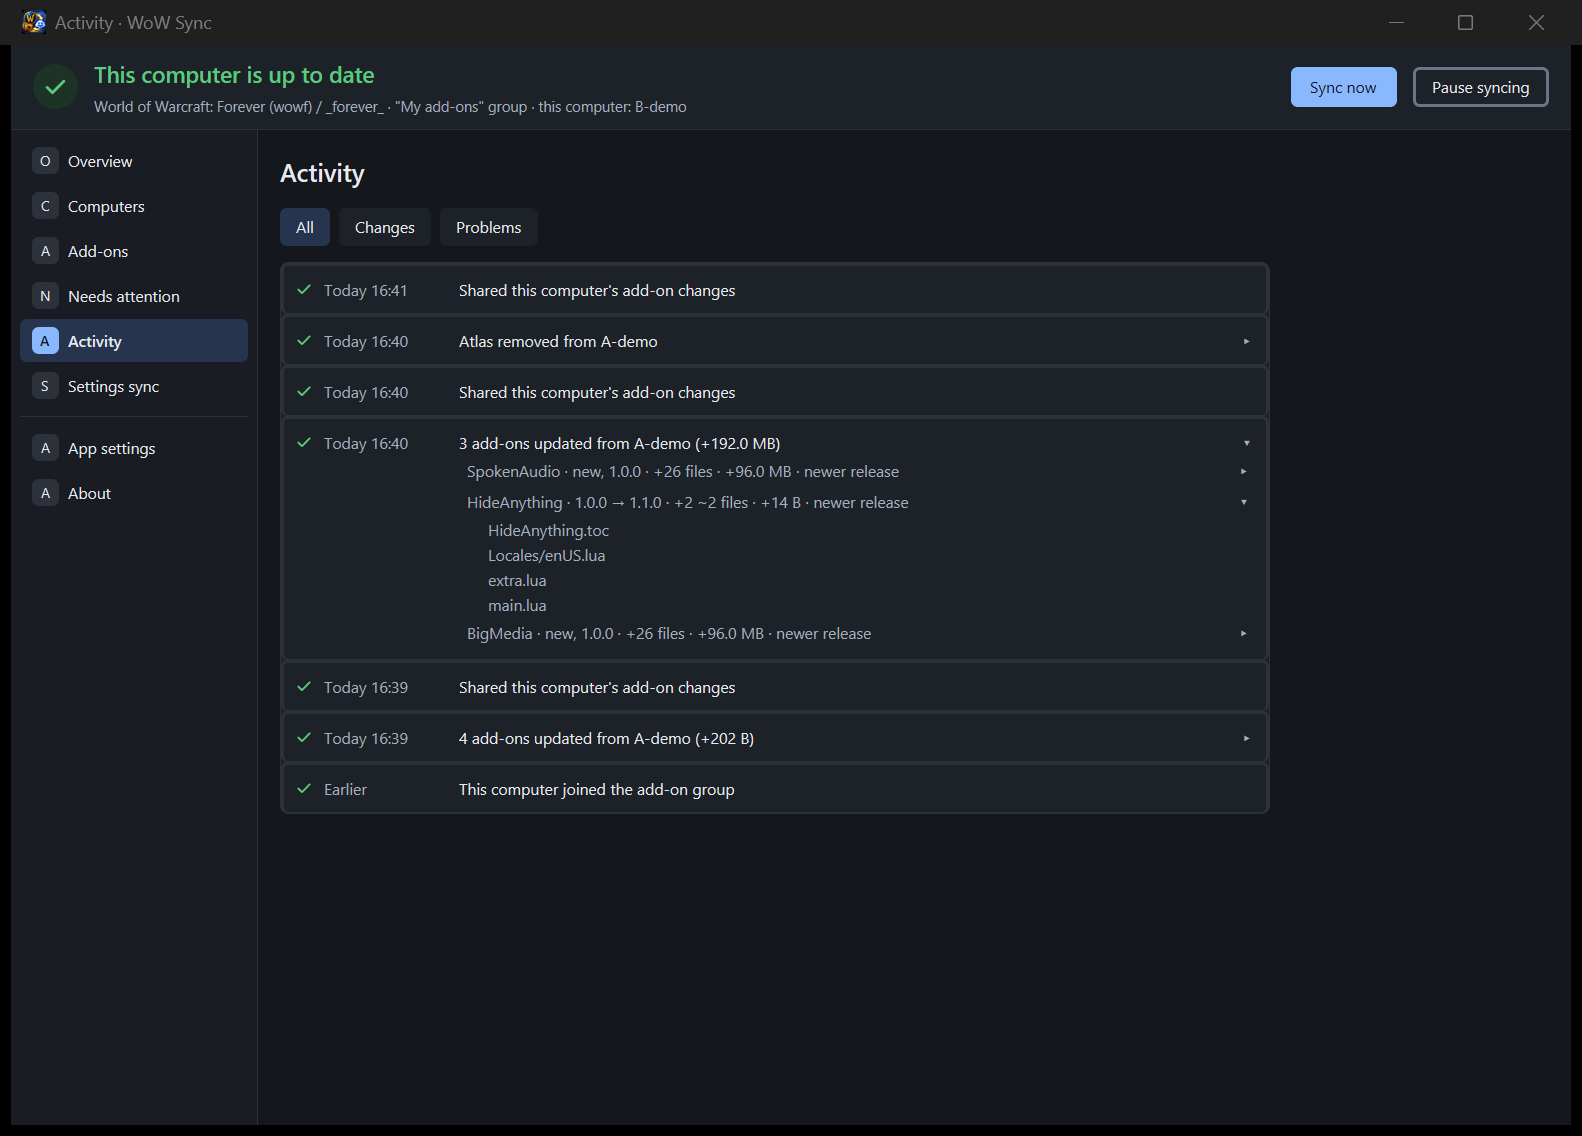 Activity · WoW Sync
This computer is up to date
World of Warcraft: Forever (wowf) / _forever_ · "My add-ons" group · this computer: B-demo
Sync now
Pause syncing
O Overview
C Computers
A Add-ons
N Needs attention
A Activity
S Settings sync
A App settings
A About
Activity
All Changes Problems
Today 16:41 Shared this computer's add-on changes
Today 16:40 Atlas removed from A-demo
Today 16:40 Shared this computer's add-on changes
Today 16:40 3 add-ons updated from A-demo (+192.0 MB)
SpokenAudio · new, 1.0.0 · +26 files · +96.0 MB · newer release
HideAnything · 1.0.0 → 1.1.0 · +2 ~2 files · +14 B · newer release
HideAnything.toc
Locales/enUS.lua
extra.lua
main.lua
BigMedia · new, 1.0.0 · +26 files · +96.0 MB · newer release
Today 16:39 Shared this computer's add-on changes
Today 16:39 4 add-ons updated from A-demo (+202 B)
Earlier This computer joined the add-on group